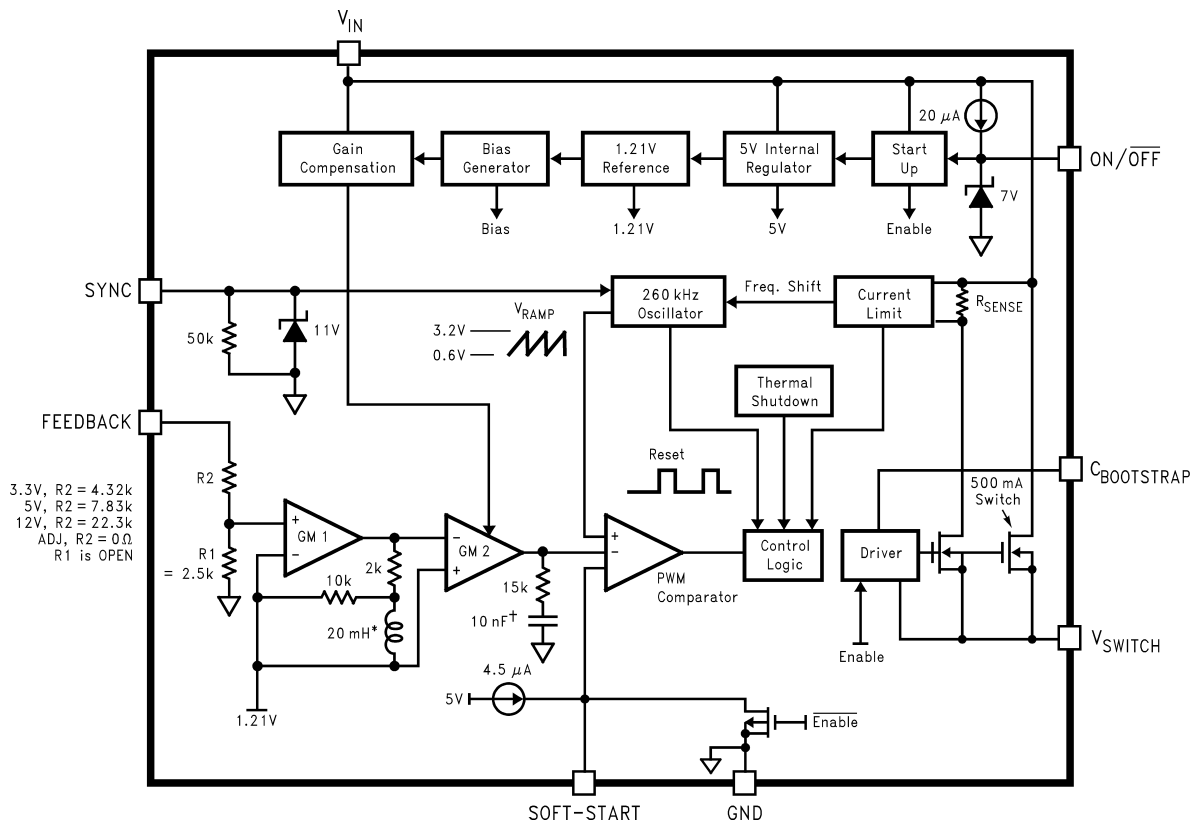 VIN
20 µA
Gain
Compensation
Bias
Generator
1.21V
Reference
5V Internal
Regulator
Start
Up
ON/OFF
7V
Bias
1.21V
5V
Enable
SYNC
50k
11V
VRAMP
3.2V
0.6V
260 kHz
Oscillator
Freq. Shift
Current
Limit
RSENSE
Thermal
Shutdown
FEEDBACK
R2
3.3V, R2 = 4.32k
5V, R2 = 7.83k
12V, R2 = 22.3k
ADJ, R2 = 0Ω
R1 is OPEN
R1
= 2.5k
+
GM 1
−
2k
10k
20 mH*
1.21V
−
GM 2
+
15k
10 nF†
Reset
+
−
PWM
Comparator
Control
Logic
Driver
500 mA
Switch
CBOOTSTRAP
Enable
VSWITCH
4.5 µA
5V
Enable
SOFT-START
GND